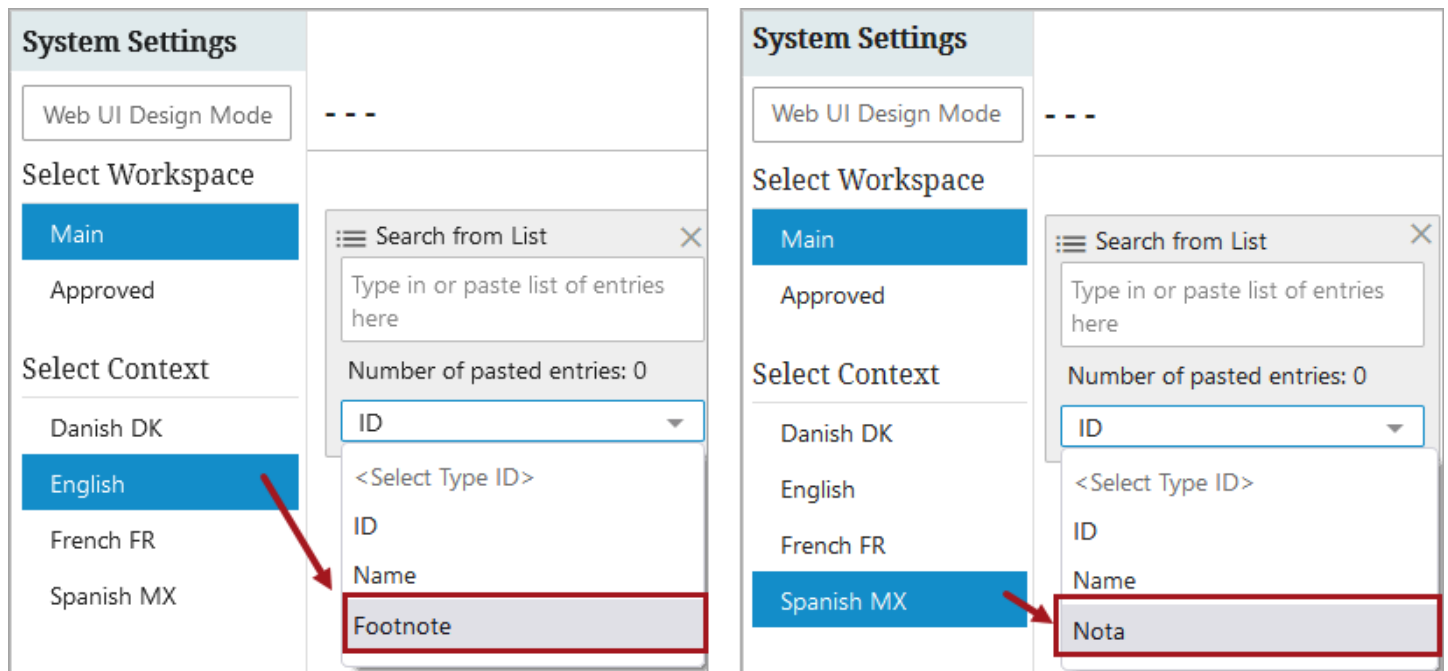 System Settings
Web UI Design Mode
- - -
Select Workspace
Main
Approved
Select Context
Danish DK
English
French FR
Spanish MX
Search from List
Type in or paste list of entries
here
Number of pasted entries: 0
ID
<Select Type ID>
ID
Name
Footnote
System Settings
Web UI Design Mode
- - -
Select Workspace
Main
Approved
Select Context
Danish DK
English
French FR
Spanish MX
Search from List
Type in or paste list of entries
here
Number of pasted entries: 0
ID
<Select Type ID>
ID
Name
Nota